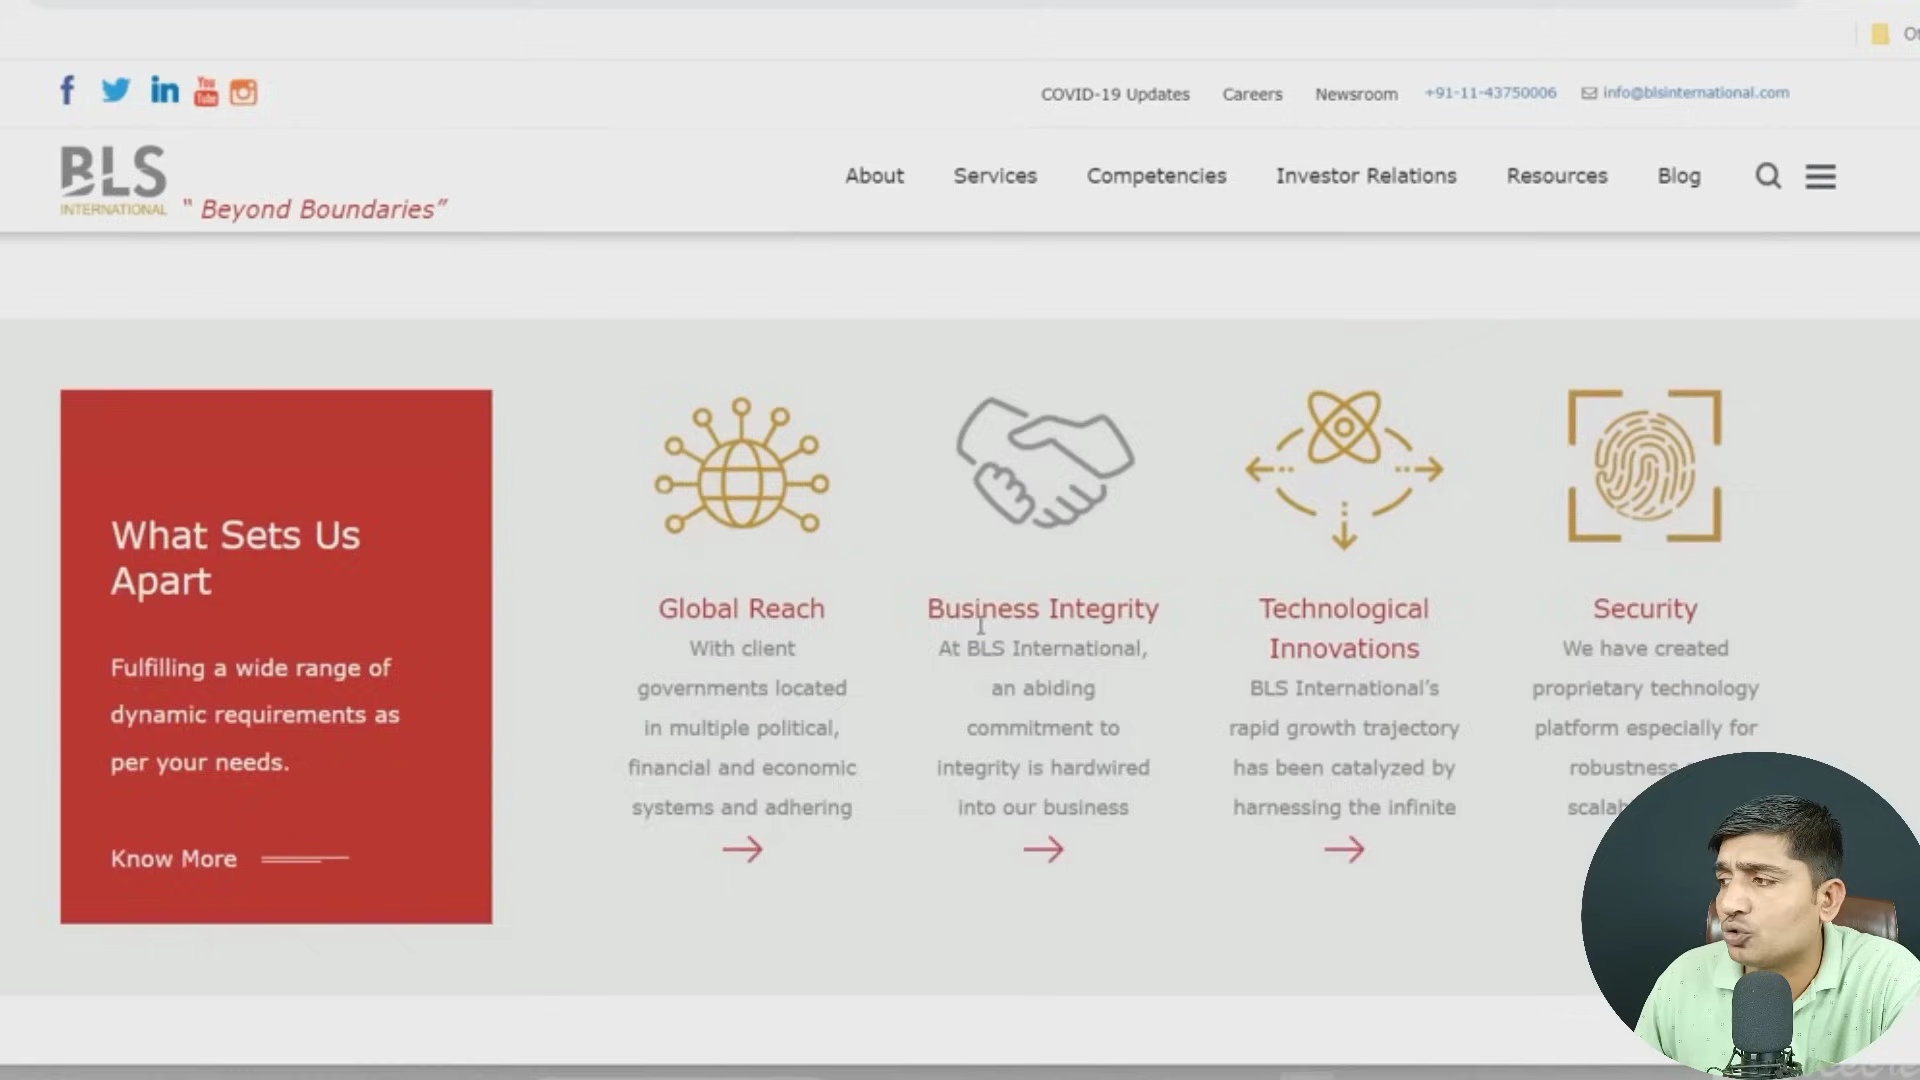 Ot
You
Tube
COVID-19 Updates Careers Newsroom +91-11-43750006 info@blsinternational.com
BLS
INTERNATIONAL
“ Beyond Boundaries”
About Services Competencies Investor Relations Resources Blog
What Sets Us
Apart
Fulfilling a wide range of
dynamic requirements as
per your needs.
Know More
Global Reach
With client
governments located
in multiple political,
financial and economic
systems and adhering
Business Integrity
At BLS International,
an abiding
commitment to
integrity is hardwired
into our business
Technological
Innovations
BLS International’s
rapid growth trajectory
has been catalyzed by
harnessing the infinite
Security
We have created
proprietary technology
platform especially for
robustness